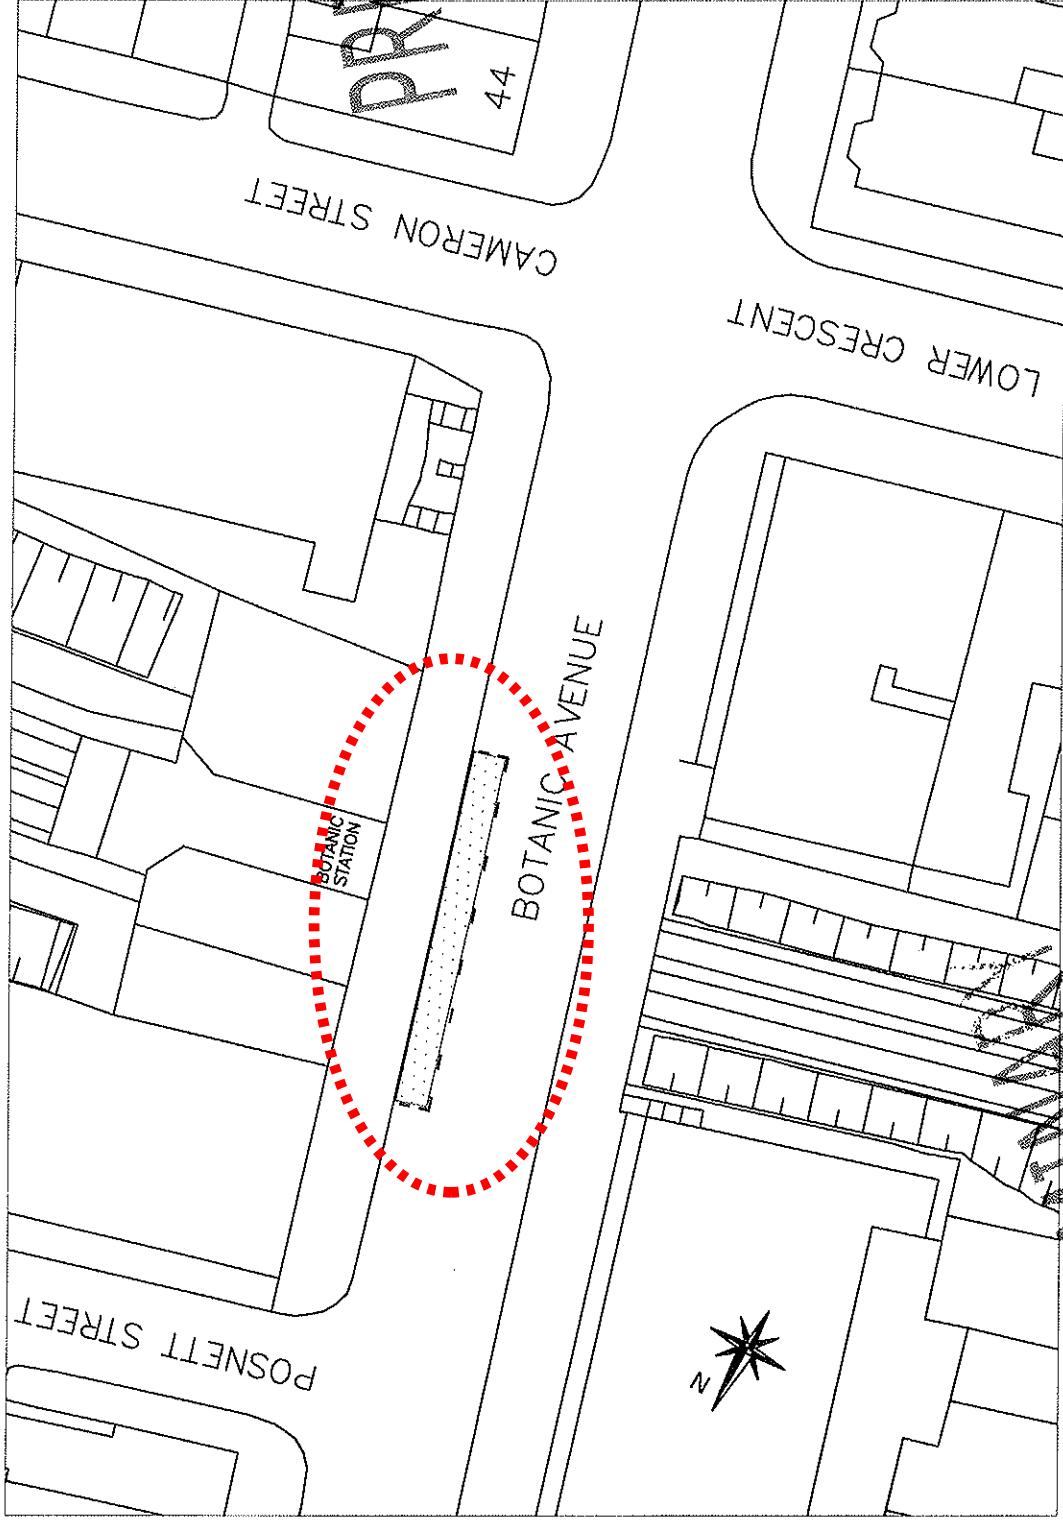 44
CAMERON STREET
LOWER CRESCENT
BOTANIC AVENUE
BOTANIC
STATION
POSNETT STREET
N